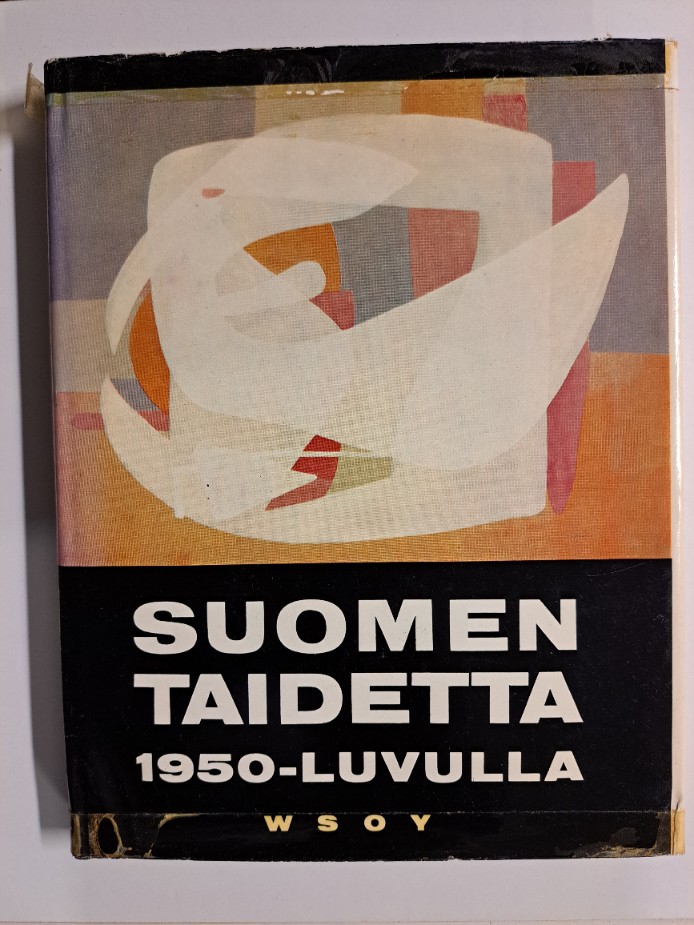 SUOMEN
TAIDETTA
1950-LUVULLA
WSOY